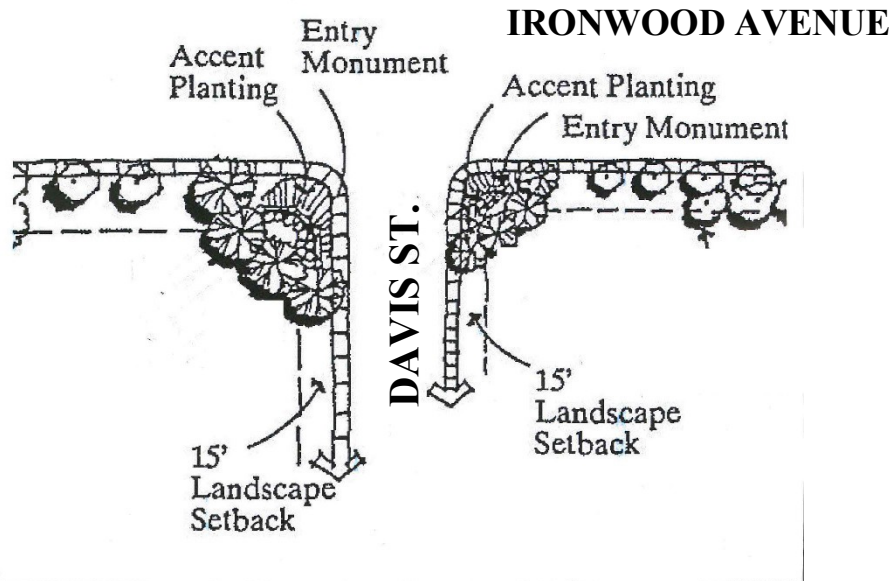 IRONWOOD AVENUE
Entry
Monument
Accent
Planting
Accent Planting
Entry Monument
DAVIS ST.
15'
Landscape
Setback
15'
Landscape
Setback